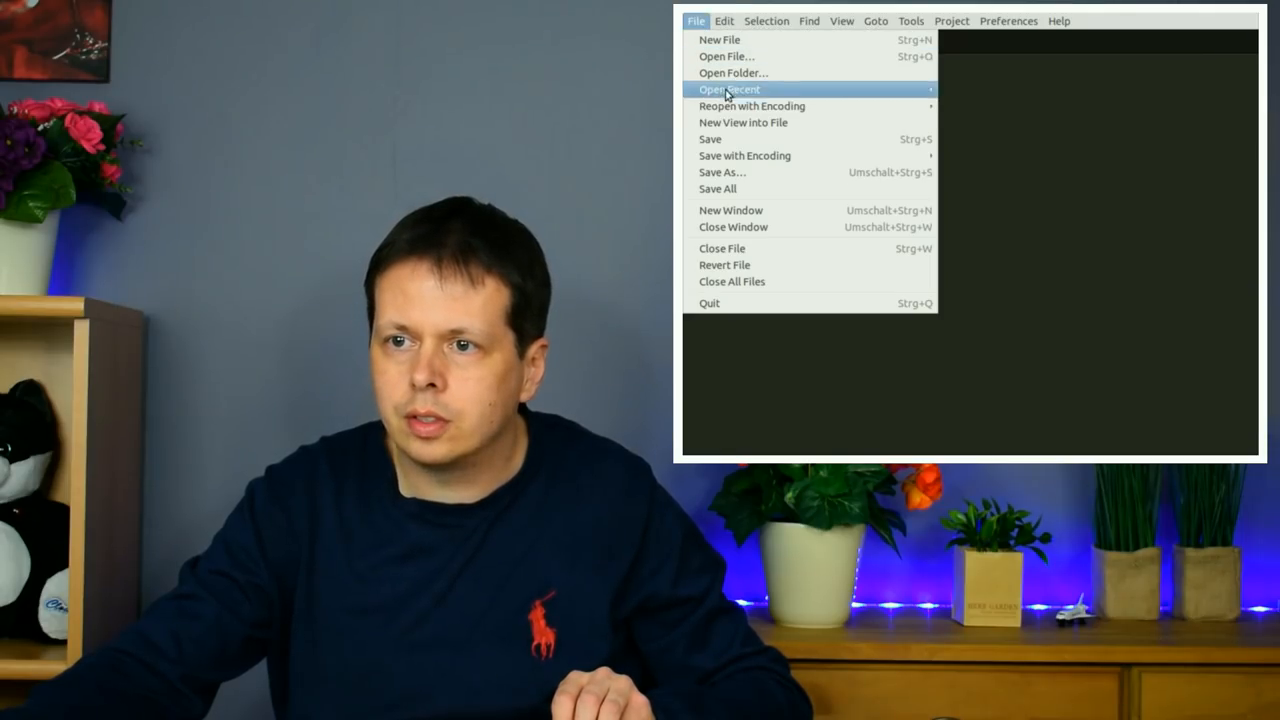 File Edit Selection Find View Goto Tools Project Preferences Help
New File Strg+N
Open File... Strg+O
Open Folder...
Open Recent
Reopen with Encoding
New View into File
Save Strg+S
Save with Encoding
Save As... Umschalt+Strg+S
Save All
New Window Umschalt+Strg+N
Close Window Umschalt+Strg+W
Close File Strg+W
Revert File
Close All Files
Quit Strg+Q
HERB GARDEN